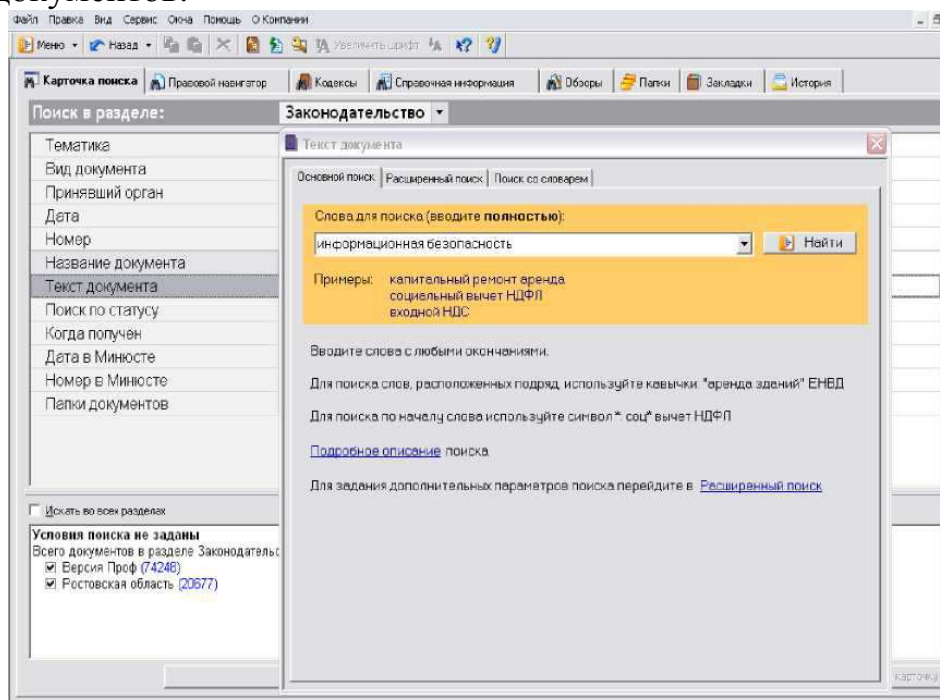 документов.
Файл Правка Вид Сервис Окна Помощь О Компании
Меню Назад Увеличить шрифт
Карточка поиска Правовой навигатор Кодексы Справочная информация Обзоры Папки Закладки История
Поиск в разделе: Законодательство
Тематика
Вид документа
Принявший орган
Дата
Номер
Название документа
Текст документа
Поиск по статусу
Когда получен
Дата в Минюсте
Номер в Минюсте
Папки документов
Искать во всех разделах
Условия поиска не заданы
Всего документов в разделе Законодательс
Версия Проф (74248)
Ростовская область (20677)
Текст документа
Основной поиск Расширенный поиск Поиск со словарем
Слова для поиска (вводите полностью):
информационная безопасность Найти
Примеры: капитальный ремонт аренда
социальный вычет НДФЛ
входной НДС
Вводите слова с любыми окончаниями.
Для поиска слов, расположенных подряд, используйте кавычки: "аренда зданий" ЕНВД
Для поиска по началу слова используйте символ *: соц* вычет НДФЛ
Подробное описание поиска
Для задания дополнительных параметров поиска перейдите в Расширенный поиск
карточку